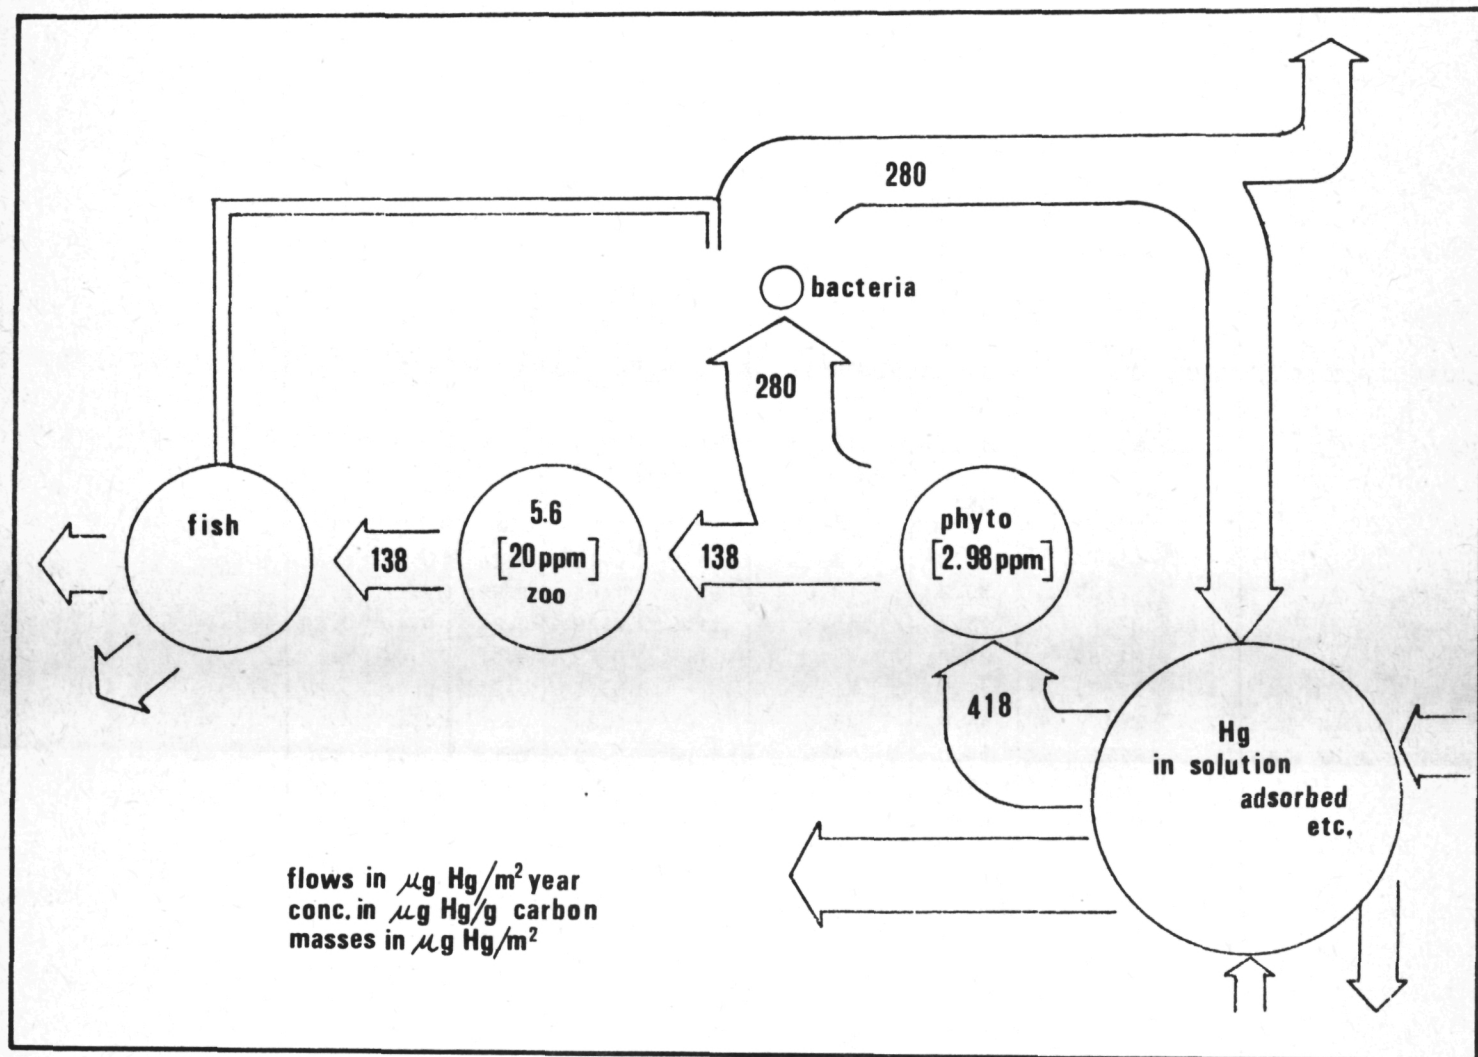 280
bacteria
280
fish
138
5.6
[20 ppm]
zoo
138
phyto
[2.98 ppm]
418
Hg
in solution
adsorbed
etc.
flows in μg Hg/m² year
conc. in μg Hg/g carbon
masses in μg Hg/m²